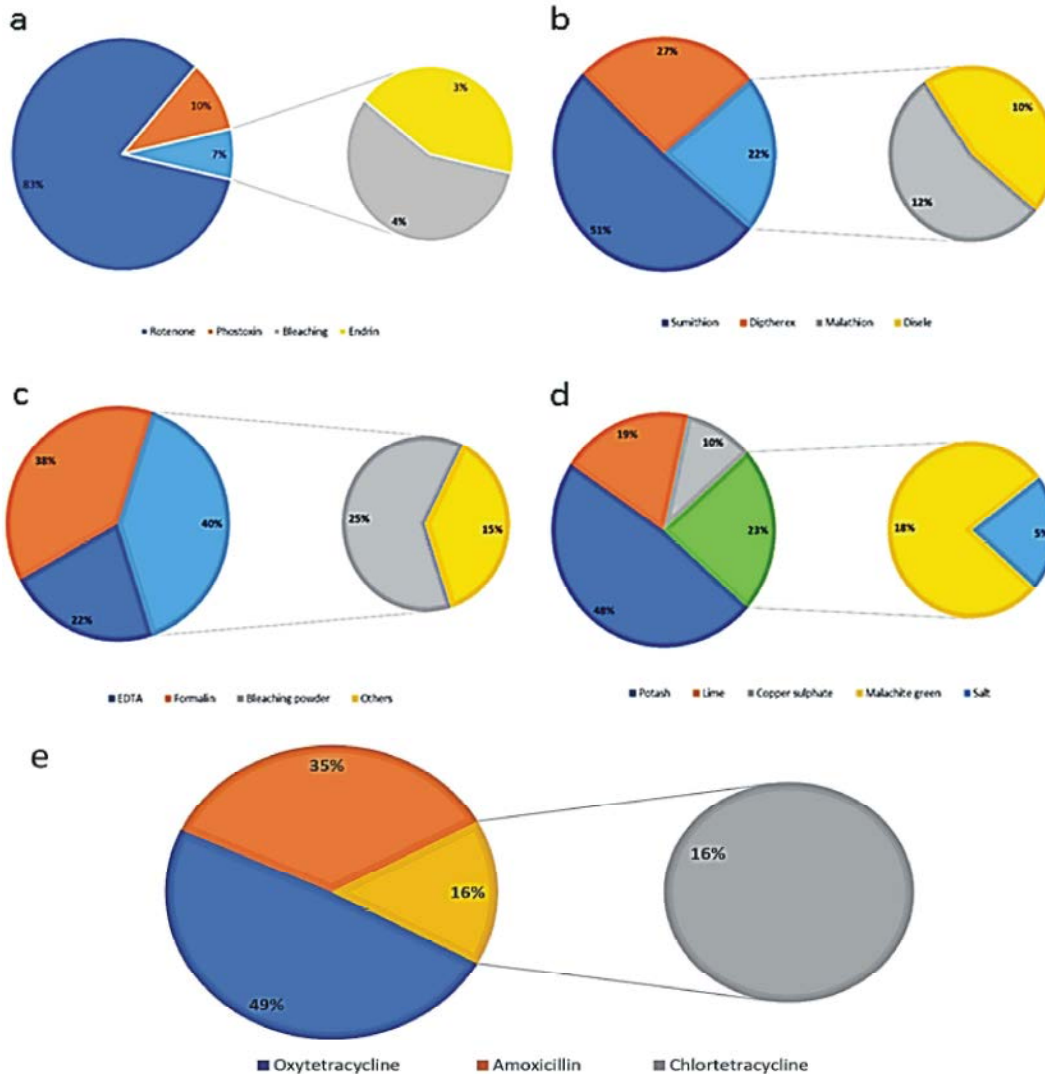 a
10%
7%
83%
3%
4%
Rotenone Phostoxin Bleaching Endrin
b
27%
22%
51%
10%
12%
Sumithion Diptherex Malathion Disele
c
38%
40%
22%
25%
15%
EDTA Formalin Bleaching powder Others
d
19%
10%
23%
48%
18%
5%
Potash Lime Copper sulphate Malachite green Salt
e
35%
16%
49%
16%
Oxytetracycline Amoxicillin Chlortetracycline